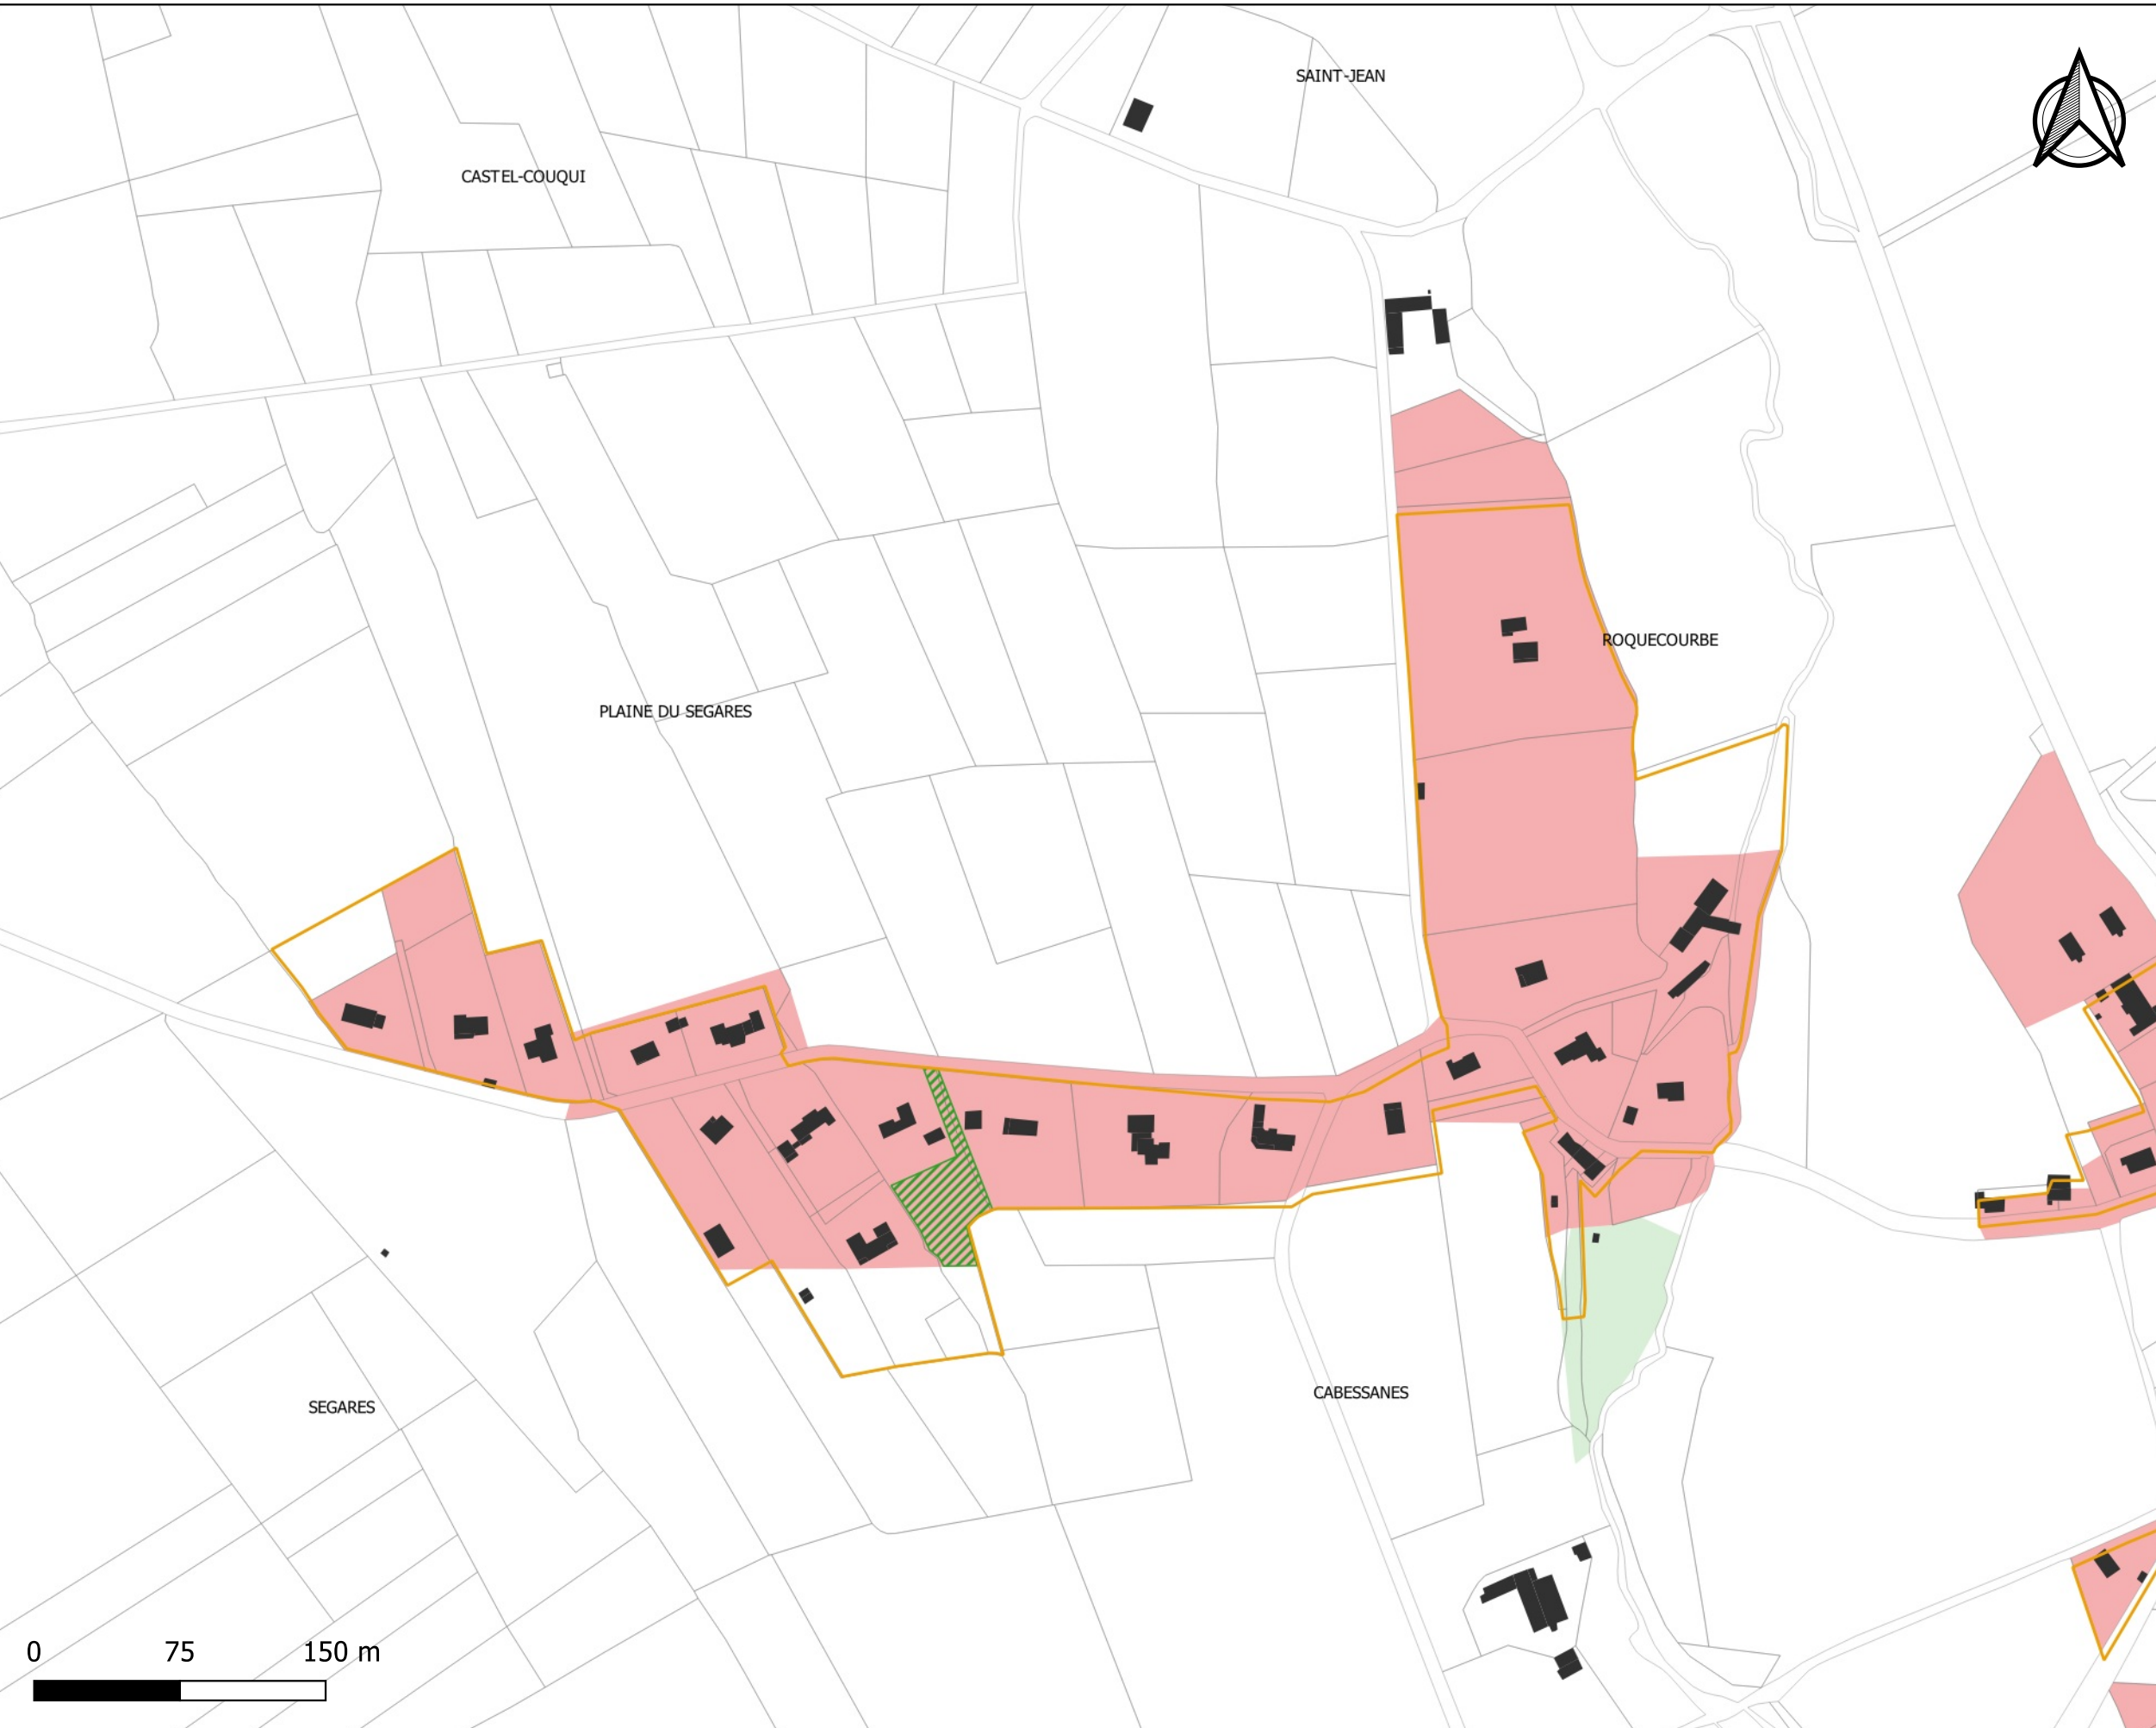 SAINT-JEAN
CASTEL-COUQUI
ROQUECOURBE
PLAINE DU SEGARES
CABESSANES
SEGARES
0 75 150 m